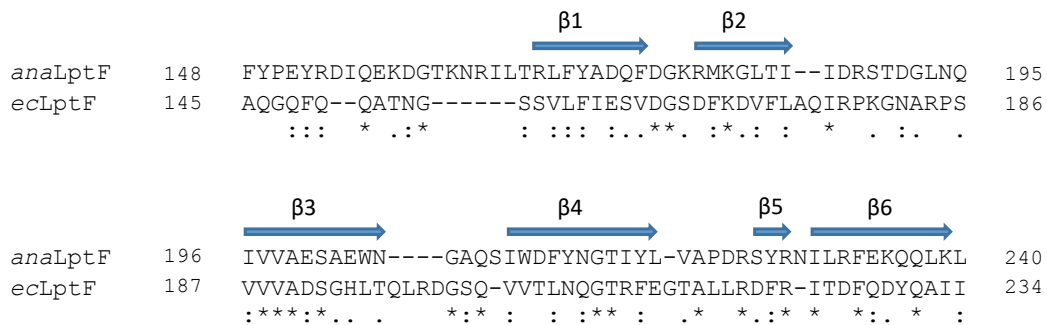 β1 β2
anaLptF 148 FYPEYRDIQEKDGTKNRILTRLFYADQFDGKRMKGLTI--IDRSTDGLNQ 195
ecLptF 145 AQGQFQ--QATNG------SSVLFIESVDGSDFKDVFLAQIRPKGNARPS 186
::: * .:* : ::: :..**. :*: : * . :. .
β3 β4 β5 β6
anaLptF 196 IVVAESAEWN----GAQSIWDFYNGTIYL-VAPDRSYRNILRFEKQQLKL 240
ecLptF 187 VVVADSGHLTQLRDGSQ-VVTLNQGTRFEGTALLRDFR-ITDFQDYQAII 234
:***:*.. . *:* : : :** : .* *.:* * *:. * :